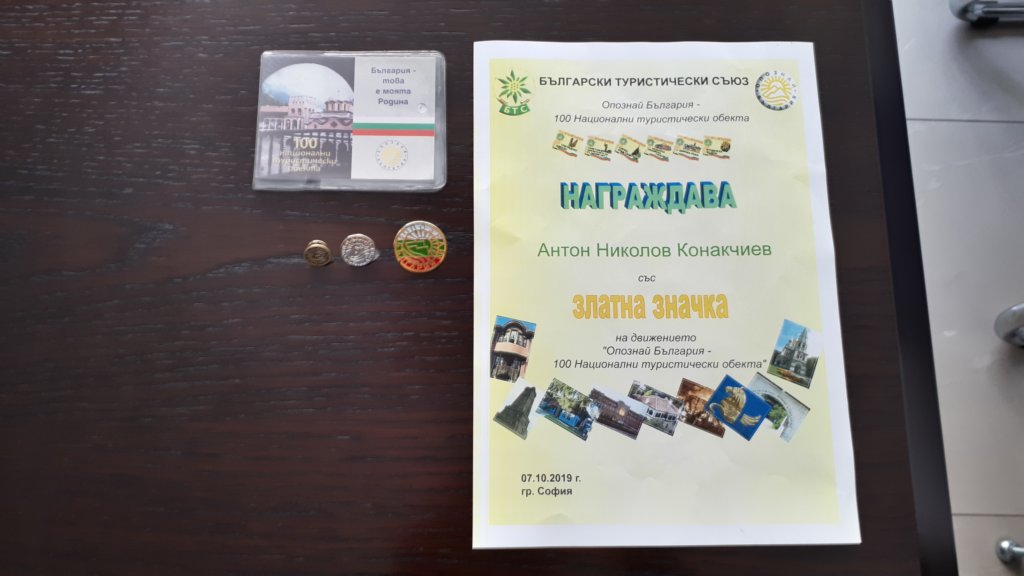 България -
това
е моята
Родина
100
национални
туристически
обекта
БЪЛГАРСКИ ТУРИСТИЧЕСКИ СЪЮЗ
БТС
Опознай България -
100 Национални туристически обекта
НАГРАЖДАВА
Антон Николов Конакчиев
със
ЗЛАТНА ЗНАЧКА
на движението
"Опознай България -
100 Национални туристически обекта"
07.10.2019 г.
гр. София